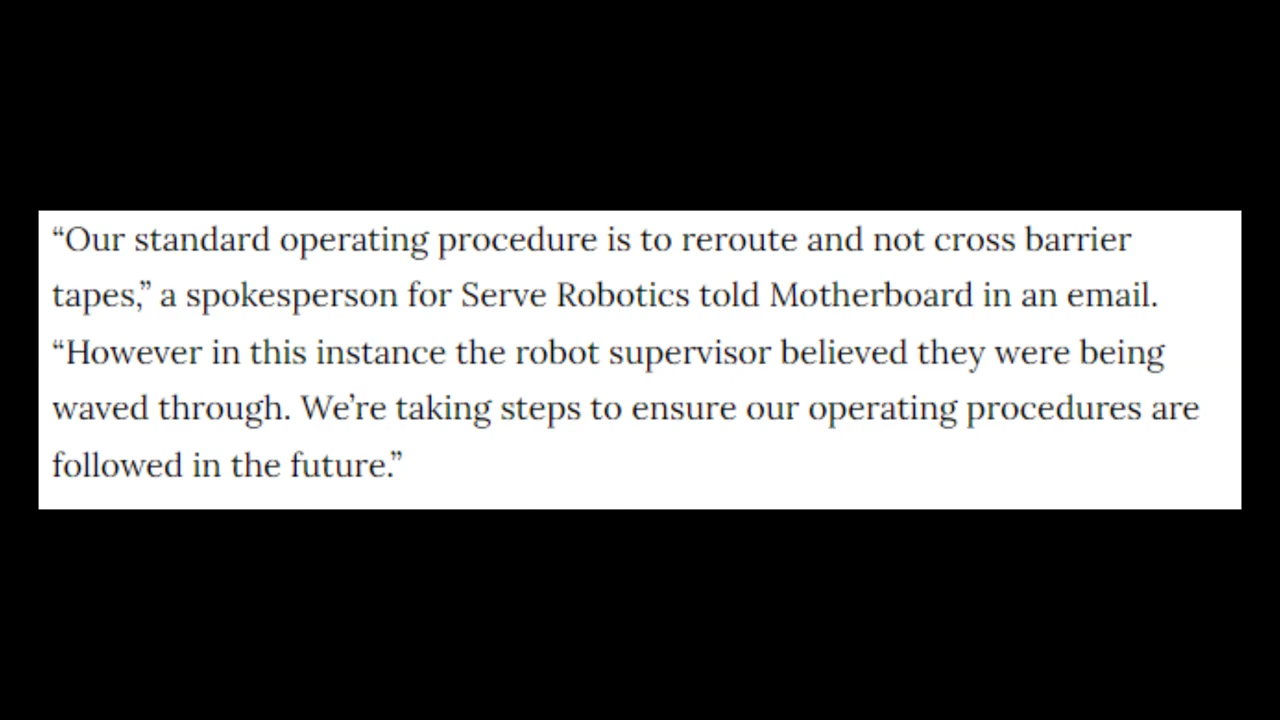 “Our standard operating procedure is to reroute and not cross barrier
tapes,” a spokesperson for Serve Robotics told Motherboard in an email.
“However in this instance the robot supervisor believed they were being
waved through. We’re taking steps to ensure our operating procedures are
followed in the future.”